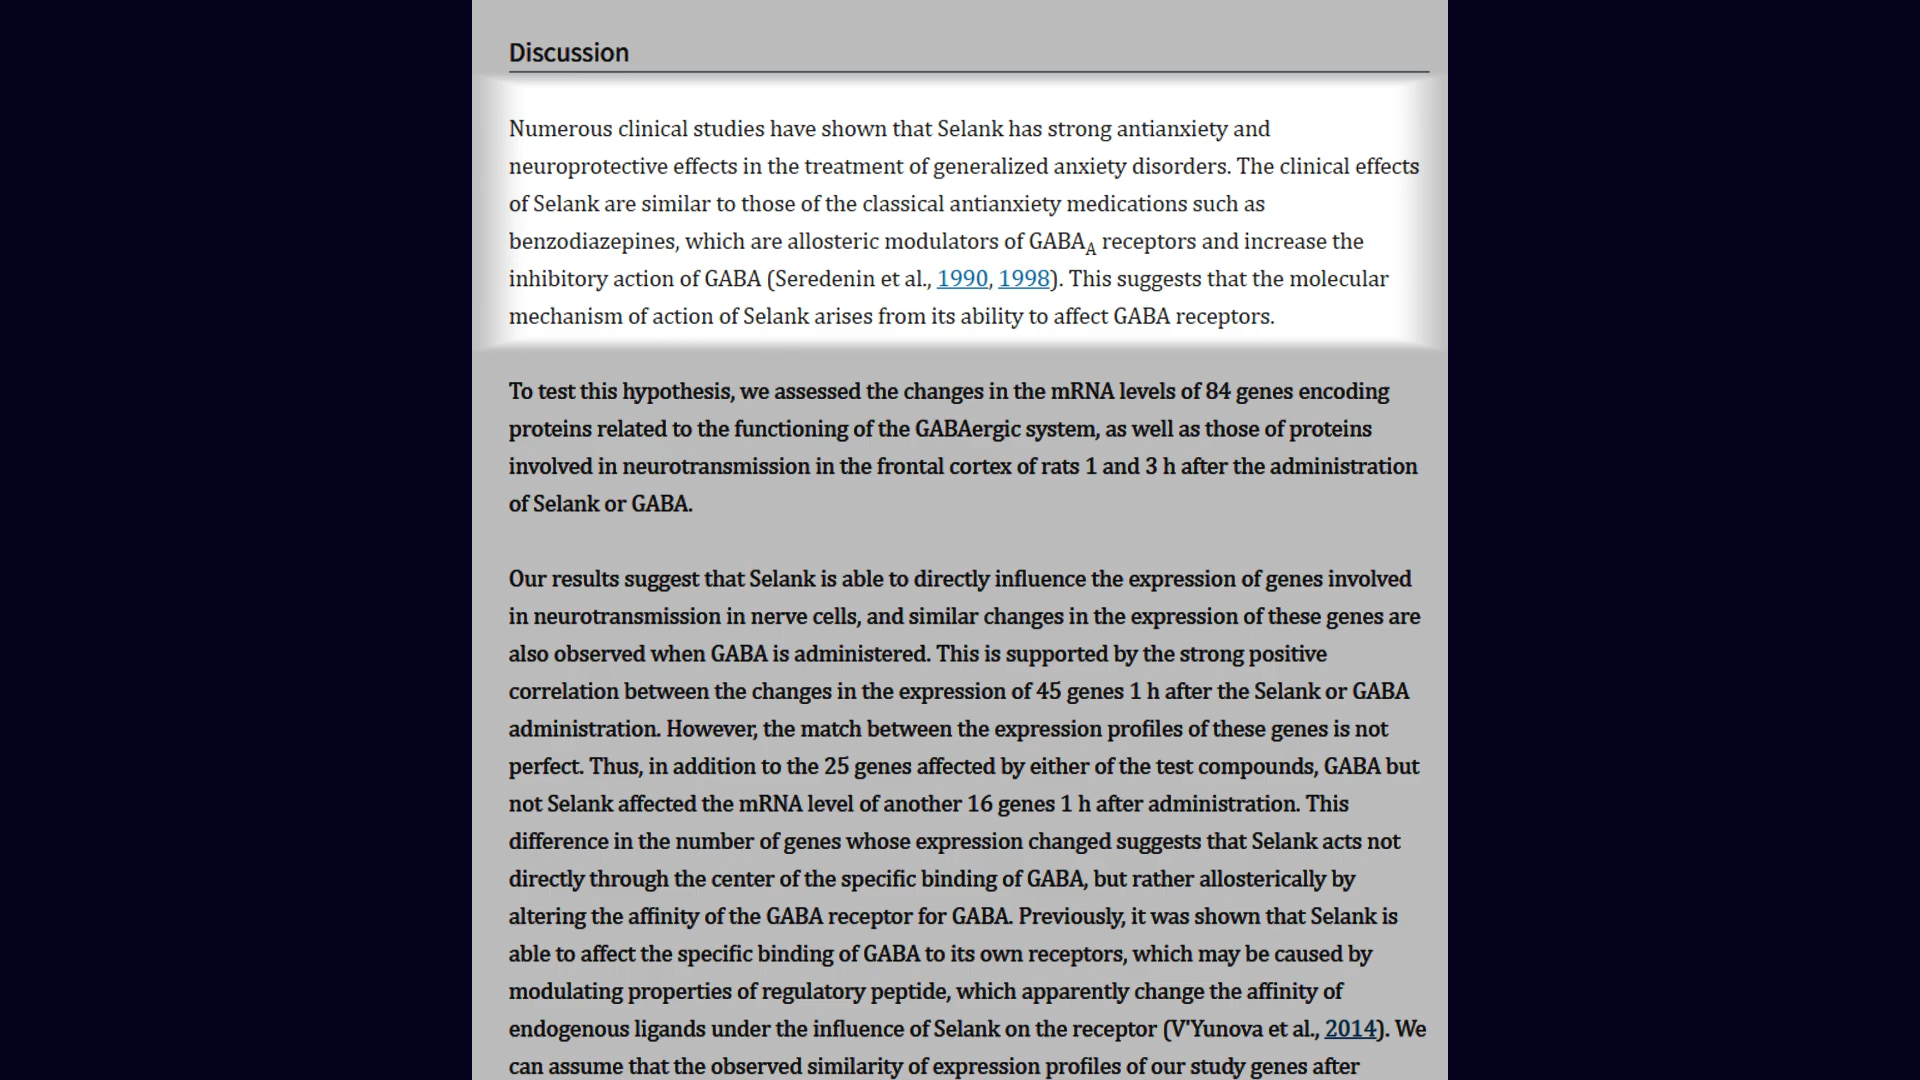 Discussion
Numerous clinical studies have shown that Selank has strong antianxiety and
neuroprotective effects in the treatment of generalized anxiety disorders. The clinical effects
of Selank are similar to those of the classical antianxiety medications such as
benzodiazepines, which are allosteric modulators of GABAA receptors and increase the
inhibitory action of GABA (Seredenin et al., 1990, 1998). This suggests that the molecular
mechanism of action of Selank arises from its ability to affect GABA receptors.
To test this hypothesis, we assessed the changes in the mRNA levels of 84 genes encoding
proteins related to the functioning of the GABAergic system, as well as those of proteins
involved in neurotransmission in the frontal cortex of rats 1 and 3 h after the administration
of Selank or GABA.
Our results suggest that Selank is able to directly influence the expression of genes involved
in neurotransmission in nerve cells, and similar changes in the expression of these genes are
also observed when GABA is administered. This is supported by the strong positive
correlation between the changes in the expression of 45 genes 1 h after the Selank or GABA
administration. However, the match between the expression profiles of these genes is not
perfect. Thus, in addition to the 25 genes affected by either of the test compounds, GABA but
not Selank affected the mRNA level of another 16 genes 1 h after administration. This
difference in the number of genes whose expression changed suggests that Selank acts not
directly through the center of the specific binding of GABA, but rather allosterically by
altering the affinity of the GABA receptor for GABA. Previously, it was shown that Selank is
able to affect the specific binding of GABA to its own receptors, which may be caused by
modulating properties of regulatory peptide, which apparently change the affinity of
endogenous ligands under the influence of Selank on the receptor (V'Yunova et al., 2014). We
can assume that the observed similarity of expression profiles of our study genes after